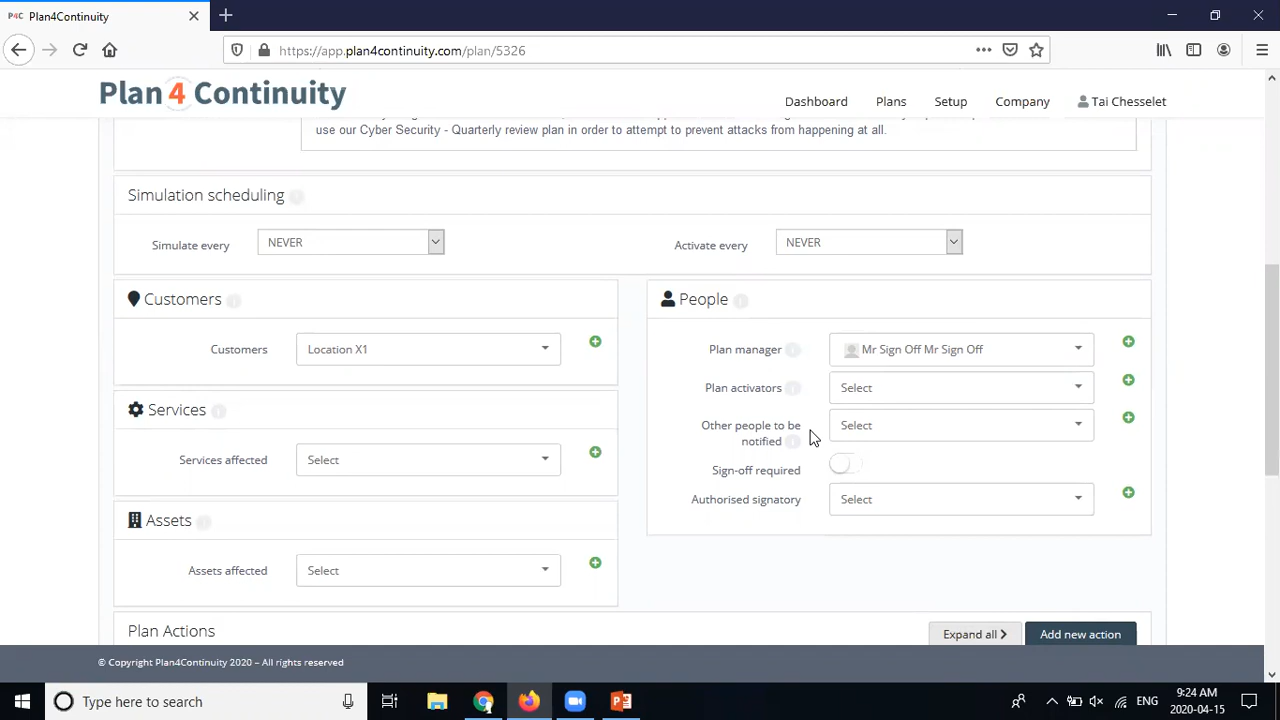 P4C Plan4Continuity
https://app.plan4continuity.com/plan/5326
Plan 4 Continuity
Dashboard Plans Setup Company Tai Chesselet
use our Cyber Security - Quarterly review plan in order to attempt to prevent attacks from happening at all.
Simulation scheduling
Simulate every NEVER Activate every NEVER
Customers
Customers Location X1
Services
Services affected Select
Assets
Assets affected Select
People
Plan manager Mr Sign Off Mr Sign Off
Plan activators Select
Other people to be
notified Select
Sign-off required
Authorised signatory Select
Plan Actions Expand all Add new action
© Copyright Plan4Continuity 2020 – All rights reserved
Type here to search
ENG
9:24 AM
2020-04-15